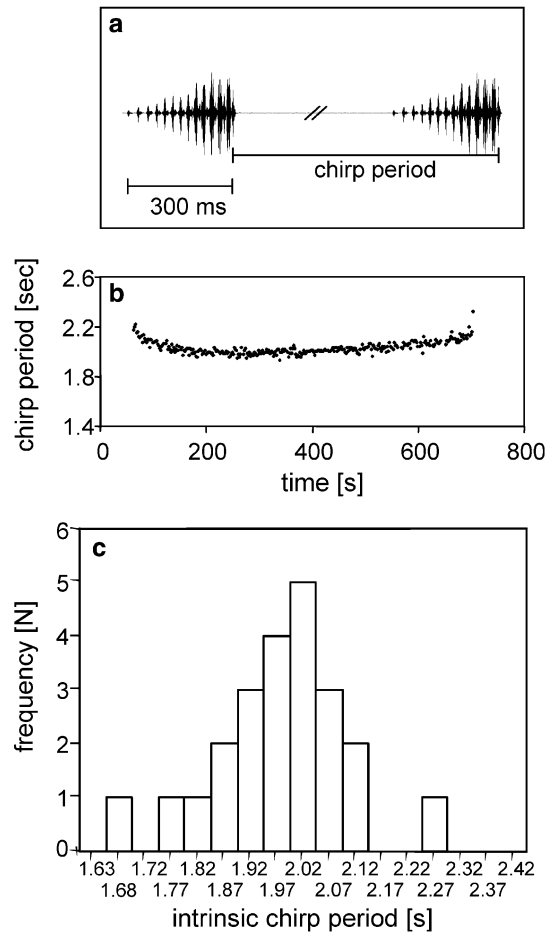 a
chirp period
300 ms
chirp period [sec]
b
2.6
2.2
1.8
1.4
0 200 400 600 800
time [s]
c
frequency [N]
6
5
4
3
2
1
0
1.63 1.72 1.82 1.92 2.02 2.12 2.22 2.32 2.42
1.68 1.77 1.87 1.97 2.07 2.17 2.27 2.37
intrinsic chirp period [s]